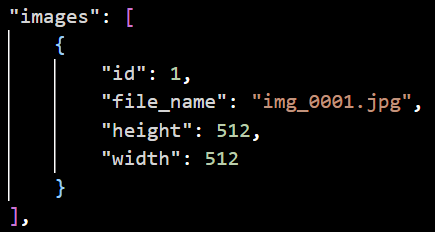 "images": [
    {
        "id": 1,
        "file_name": "img_0001.jpg",
        "height": 512,
        "width": 512
    }
],